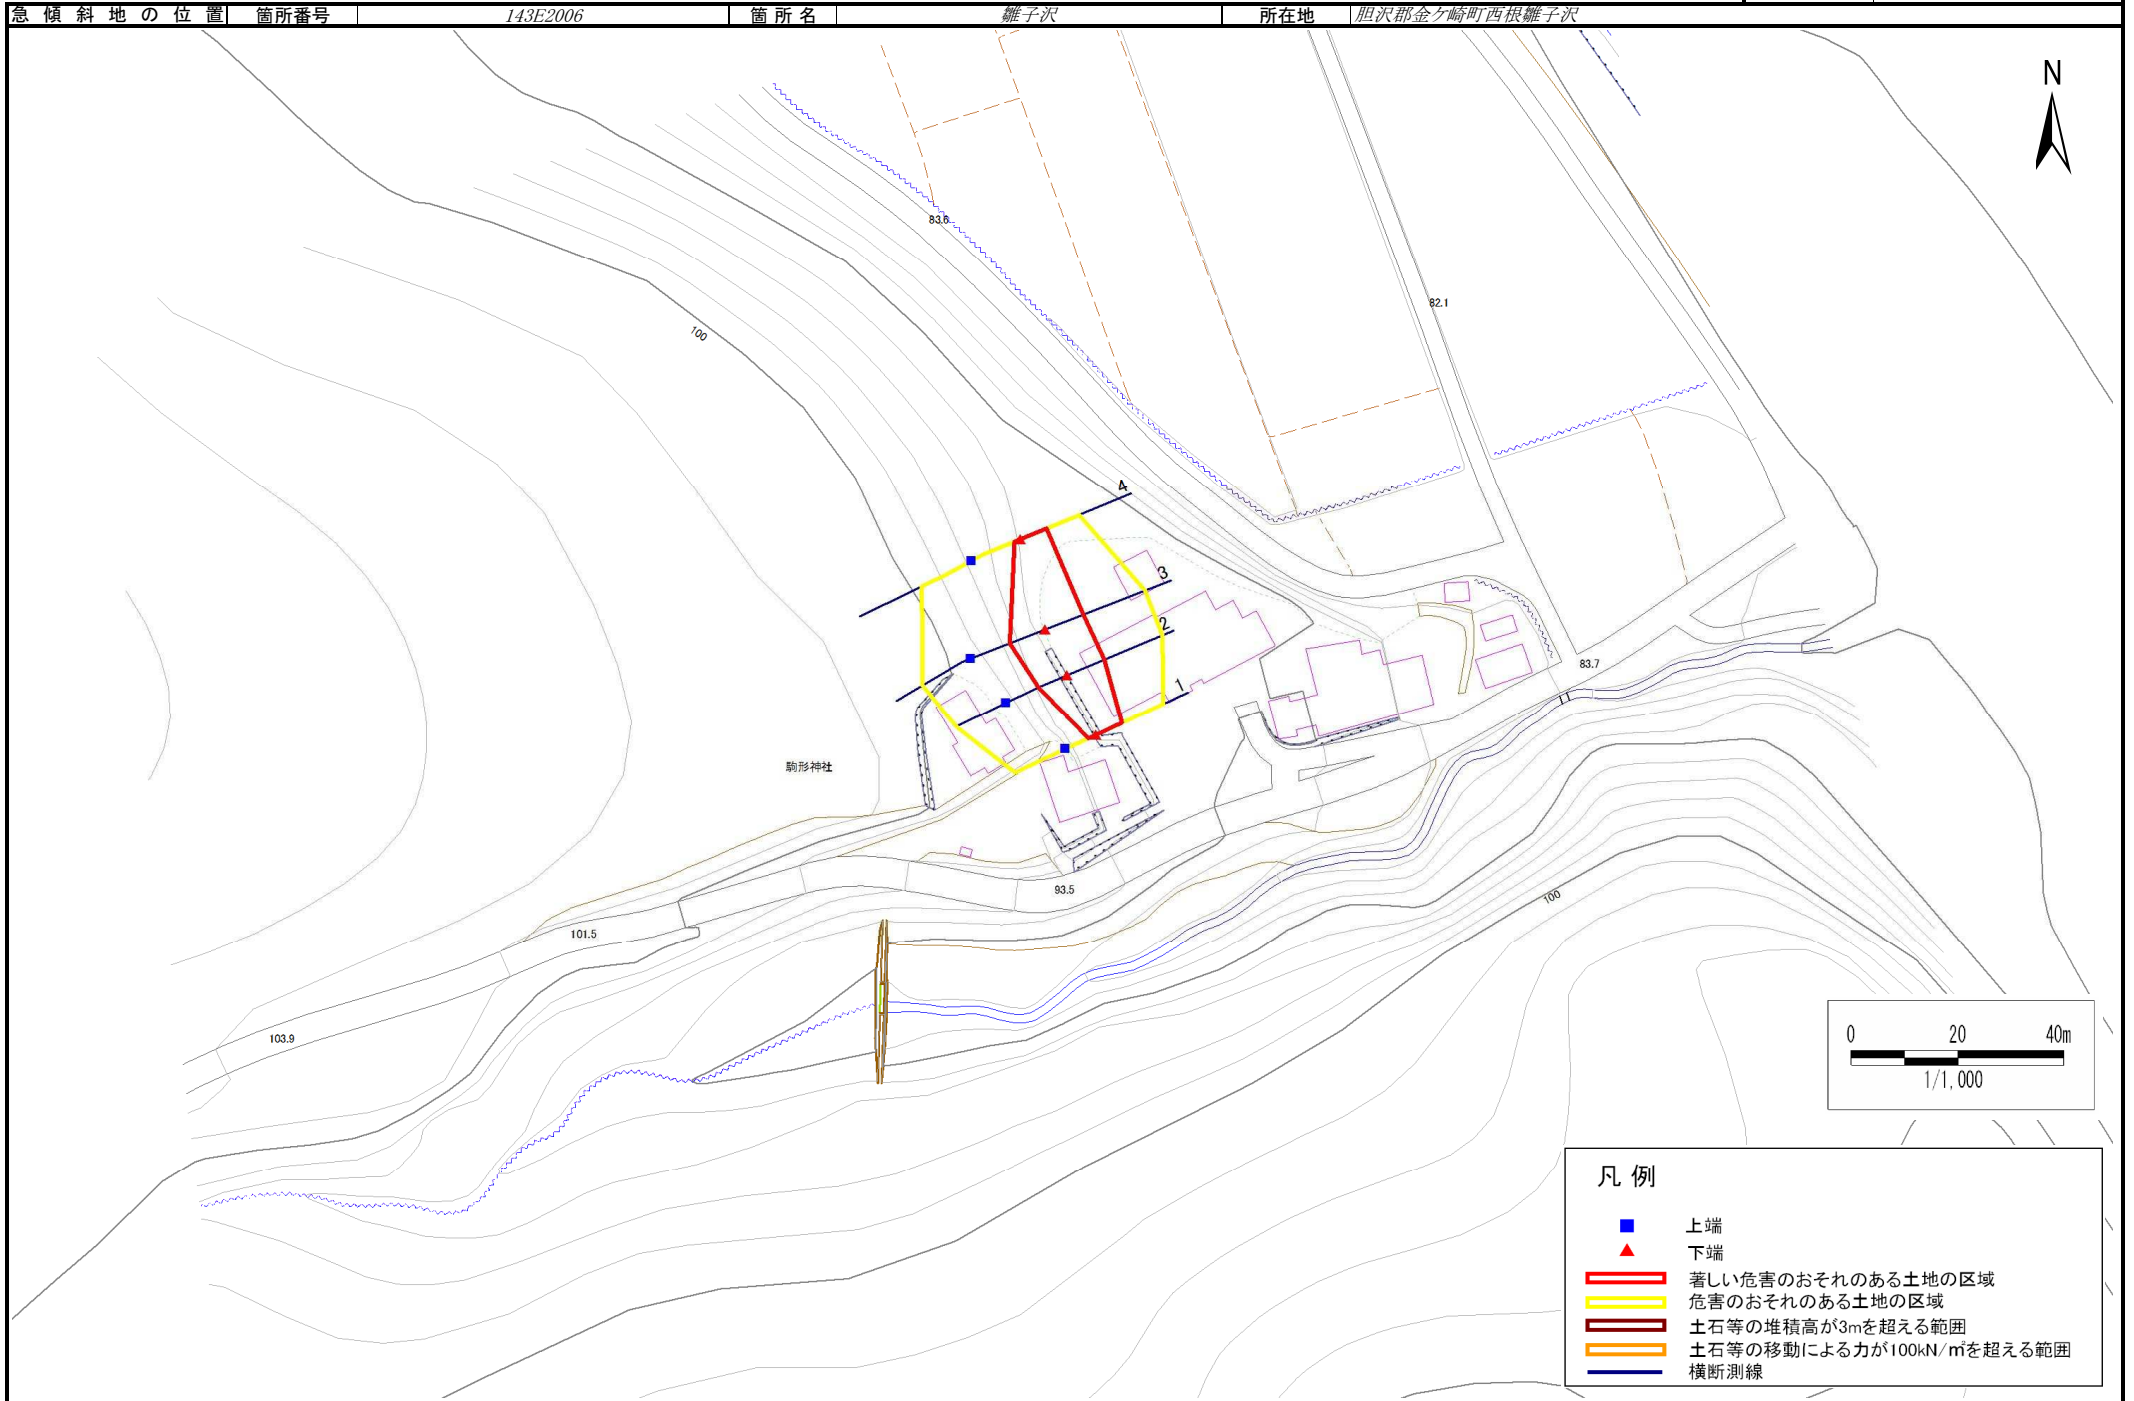 急傾斜地の位置 箇所番号 143E2006 箇所名 雛子沢 所在地 胆沢郡金ケ崎町西根雛子沢
N
83.6
82.1
100
4
3
2
1
83.7
駒形神社
93.5
100
101.5
103.9
0 20 40m
1/1,000
凡例
上端
下端
著しい危害のおそれのある土地の区域
危害のおそれのある土地の区域
土石等の堆積高が3mを超える範囲
土石等の移動による力が100kN/㎡を超える範囲
横断測線